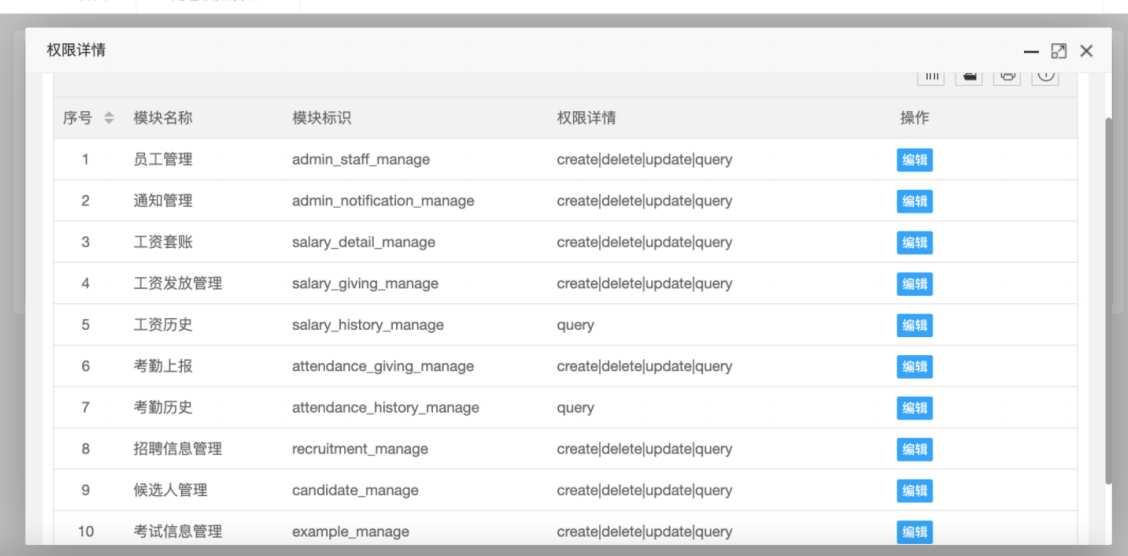 权限详情
序号 模块名称 模块标识 权限详情 操作
1 员工管理 admin_staff_manage create|delete|update|query 编辑
2 通知管理 admin_notification_manage create|delete|update|query 编辑
3 工资套账 salary_detail_manage create|delete|update|query 编辑
4 工资发放管理 salary_giving_manage create|delete|update|query 编辑
5 工资历史 salary_history_manage query 编辑
6 考勤上报 attendance_giving_manage create|delete|update|query 编辑
7 考勤历史 attendance_history_manage query 编辑
8 招聘信息管理 recruitment_manage create|delete|update|query 编辑
9 候选人管理 candidate_manage create|delete|update|query 编辑
10 考试信息管理 example_manage create|delete|update|query 编辑